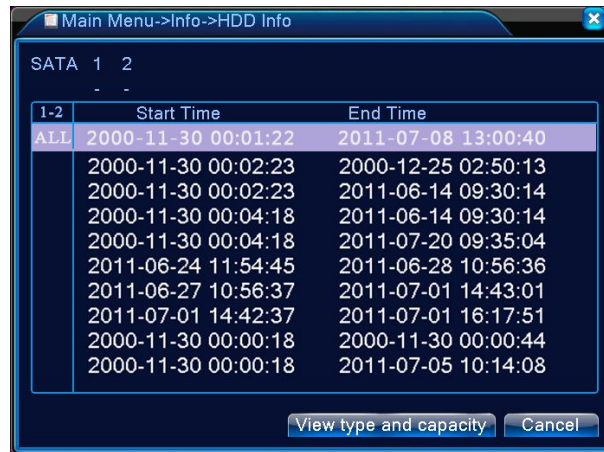 Main Menu->Info->HDD Info
SATA 1 2
- -
1-2 Start Time End Time
ALL 2000-11-30 00:01:22 2011-07-08 13:00:40
2000-11-30 00:02:23 2000-12-25 02:50:13
2000-11-30 00:02:23 2011-06-14 09:30:14
2000-11-30 00:04:18 2011-06-14 09:30:14
2000-11-30 00:04:18 2011-07-20 09:35:04
2011-06-24 11:54:45 2011-06-28 10:56:36
2011-06-27 10:56:37 2011-07-01 14:43:01
2011-07-01 14:42:37 2011-07-01 16:17:51
2000-11-30 00:00:18 2000-11-30 00:00:44
2000-11-30 00:00:18 2011-07-05 10:14:08
View type and capacity Cancel